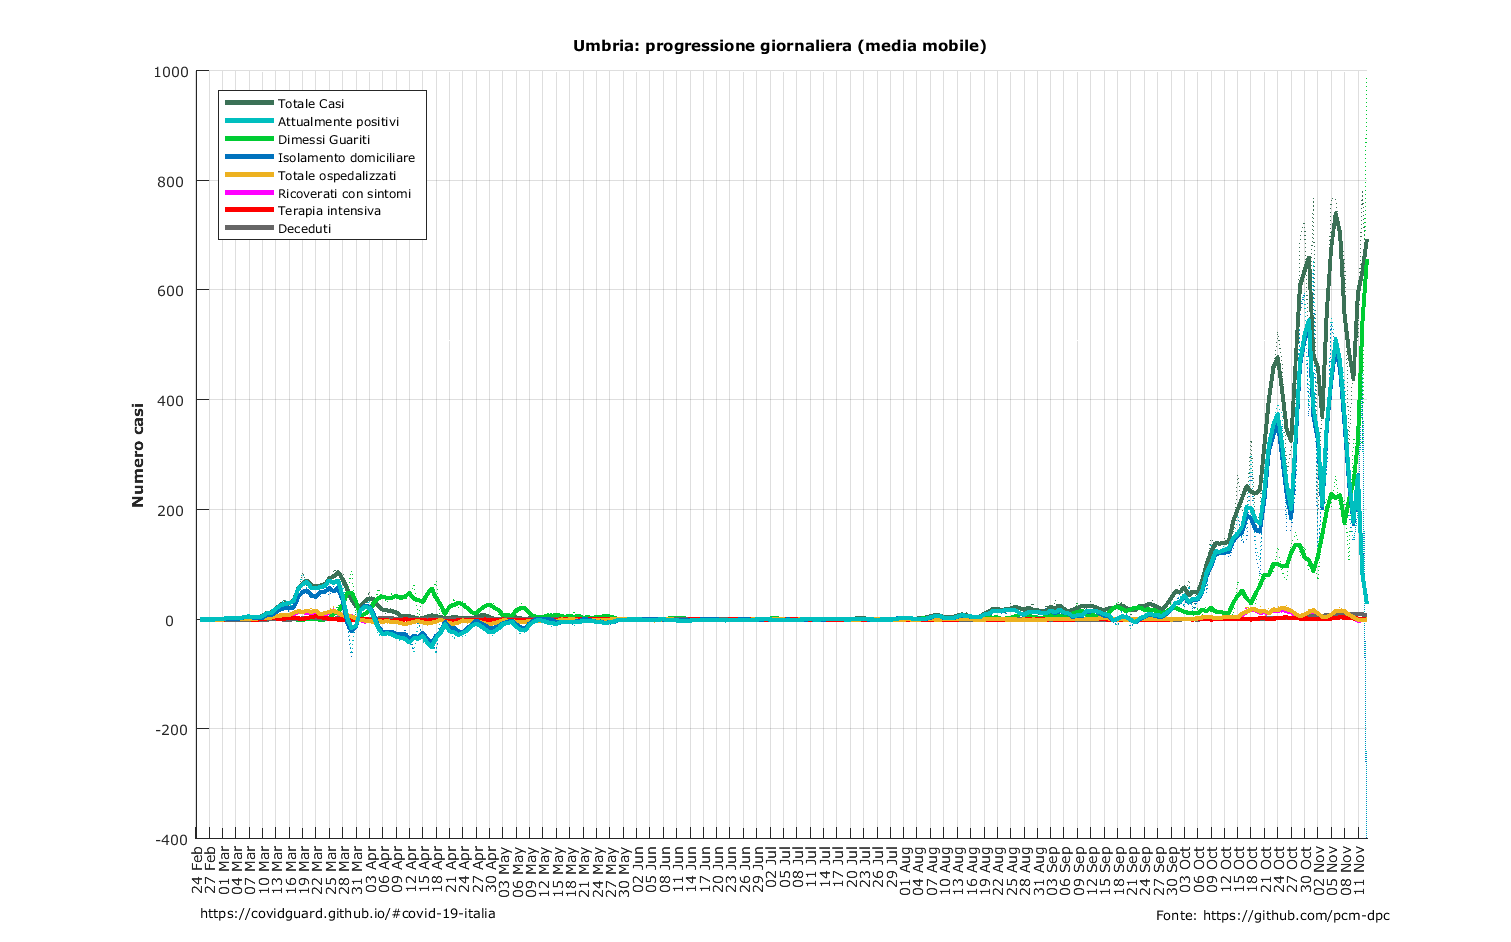 Umbria: progressione giornaliera (media mobile)
1000
800
600
400
200
0
-200
-400
Numero casi
Totale Casi
Attualmente positivi
Dimessi Guariti
Isolamento domiciliare
Totale ospedalizzati
Ricoverati con sintomi
Terapia intensiva
Deceduti
24 Feb
27 Feb
01 Mar
04 Mar
07 Mar
10 Mar
13 Mar
16 Mar
19 Mar
22 Mar
25 Mar
28 Mar
31 Mar
03 Apr
06 Apr
09 Apr
12 Apr
15 Apr
18 Apr
21 Apr
24 Apr
27 Apr
30 Apr
03 May
06 May
09 May
12 May
15 May
18 May
21 May
24 May
27 May
30 May
02 Jun
05 Jun
08 Jun
11 Jun
14 Jun
17 Jun
20 Jun
23 Jun
26 Jun
29 Jun
02 Jul
05 Jul
08 Jul
11 Jul
14 Jul
17 Jul
20 Jul
23 Jul
26 Jul
29 Jul
01 Aug
04 Aug
07 Aug
10 Aug
13 Aug
16 Aug
19 Aug
22 Aug
25 Aug
28 Aug
31 Aug
03 Sep
06 Sep
09 Sep
12 Sep
15 Sep
18 Sep
21 Sep
24 Sep
27 Sep
30 Sep
03 Oct
06 Oct
09 Oct
12 Oct
15 Oct
18 Oct
21 Oct
24 Oct
27 Oct
30 Oct
02 Nov
05 Nov
08 Nov
11 Nov
https://covidguard.github.io/#covid-19-italia
Fonte: https://github.com/pcm-dpc